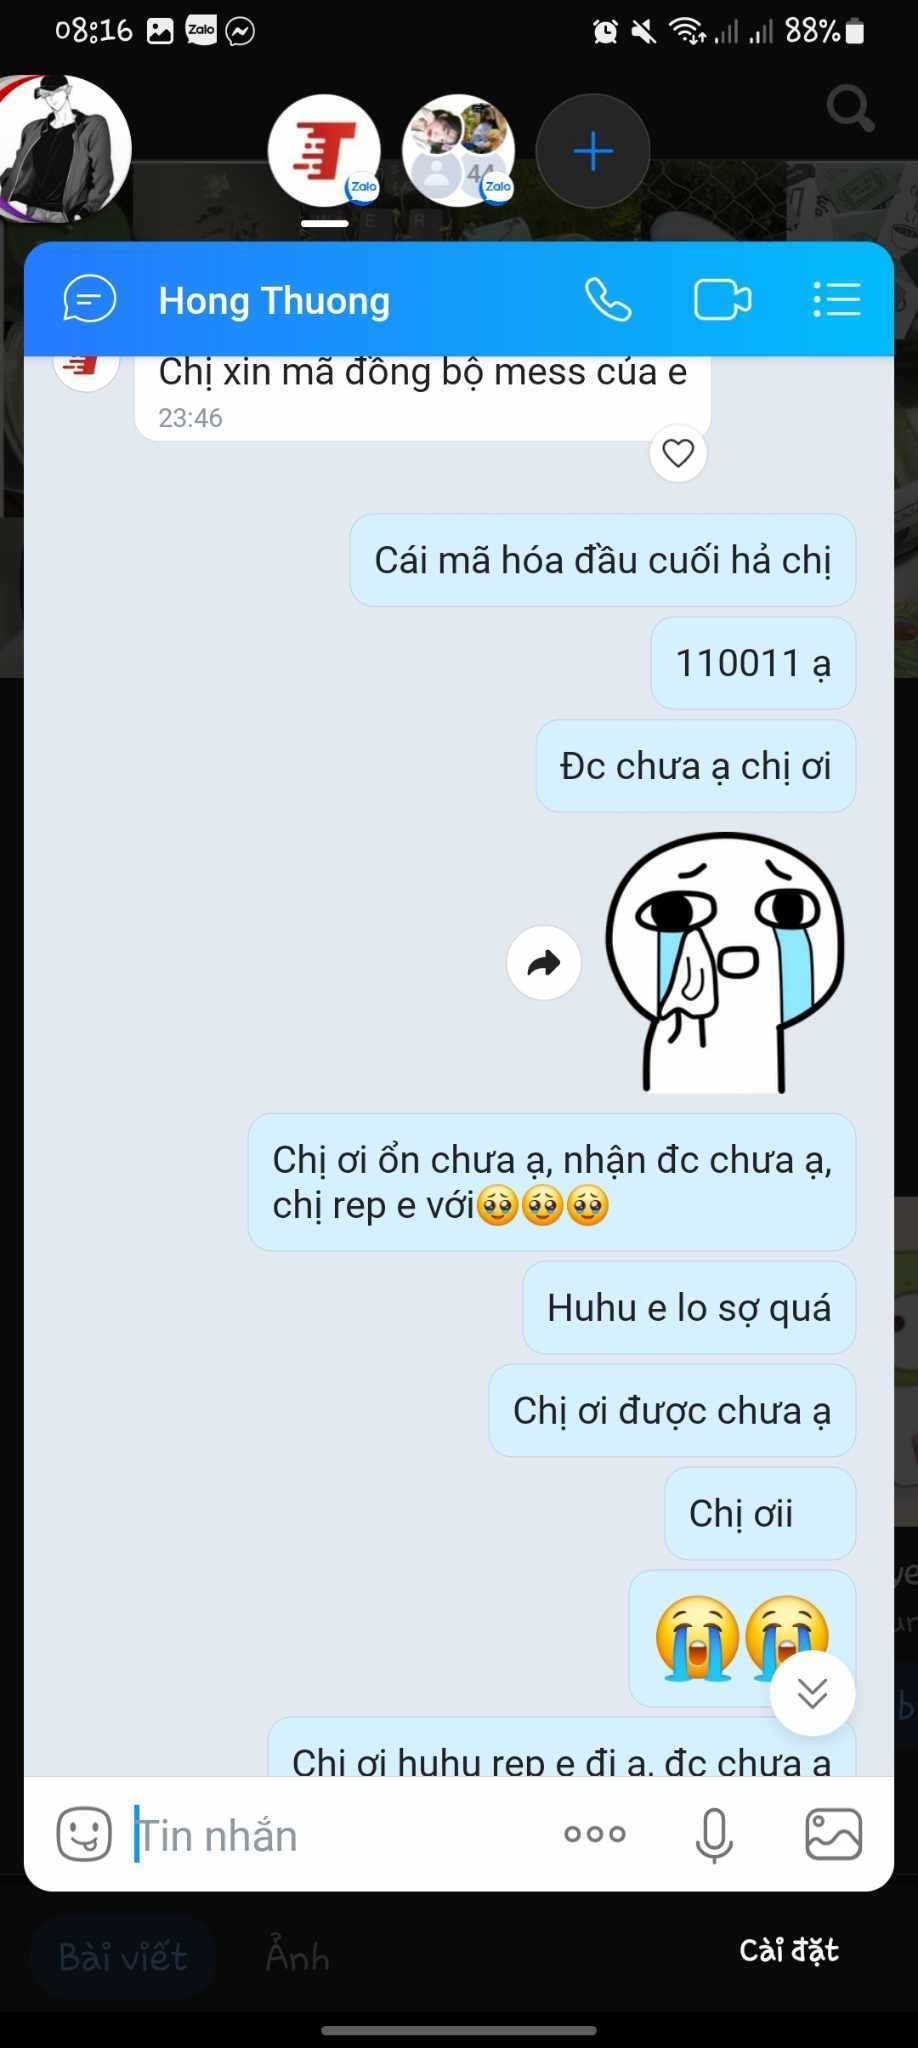 08:16
Zalo
88%
Zalo
44
Zalo
E R
Hong Thuong
Chị xin mã đồng bộ mess của e
23:46
Cái mã hóa đầu cuối hả chị
110011 ạ
Đc chưa ạ chị ơi
Chị ơi ổn chưa ạ, nhận đc chưa ạ,
chị rep e với🥹🥹🥹
Huhu e lo sợ quá
Chị ơi được chưa ạ
Chị ơii
😭😭
Chị ơi huhu rep e đi ạ, đc chưa ạ
Tin nhắn
Bài viết
Ảnh
Cài đặt